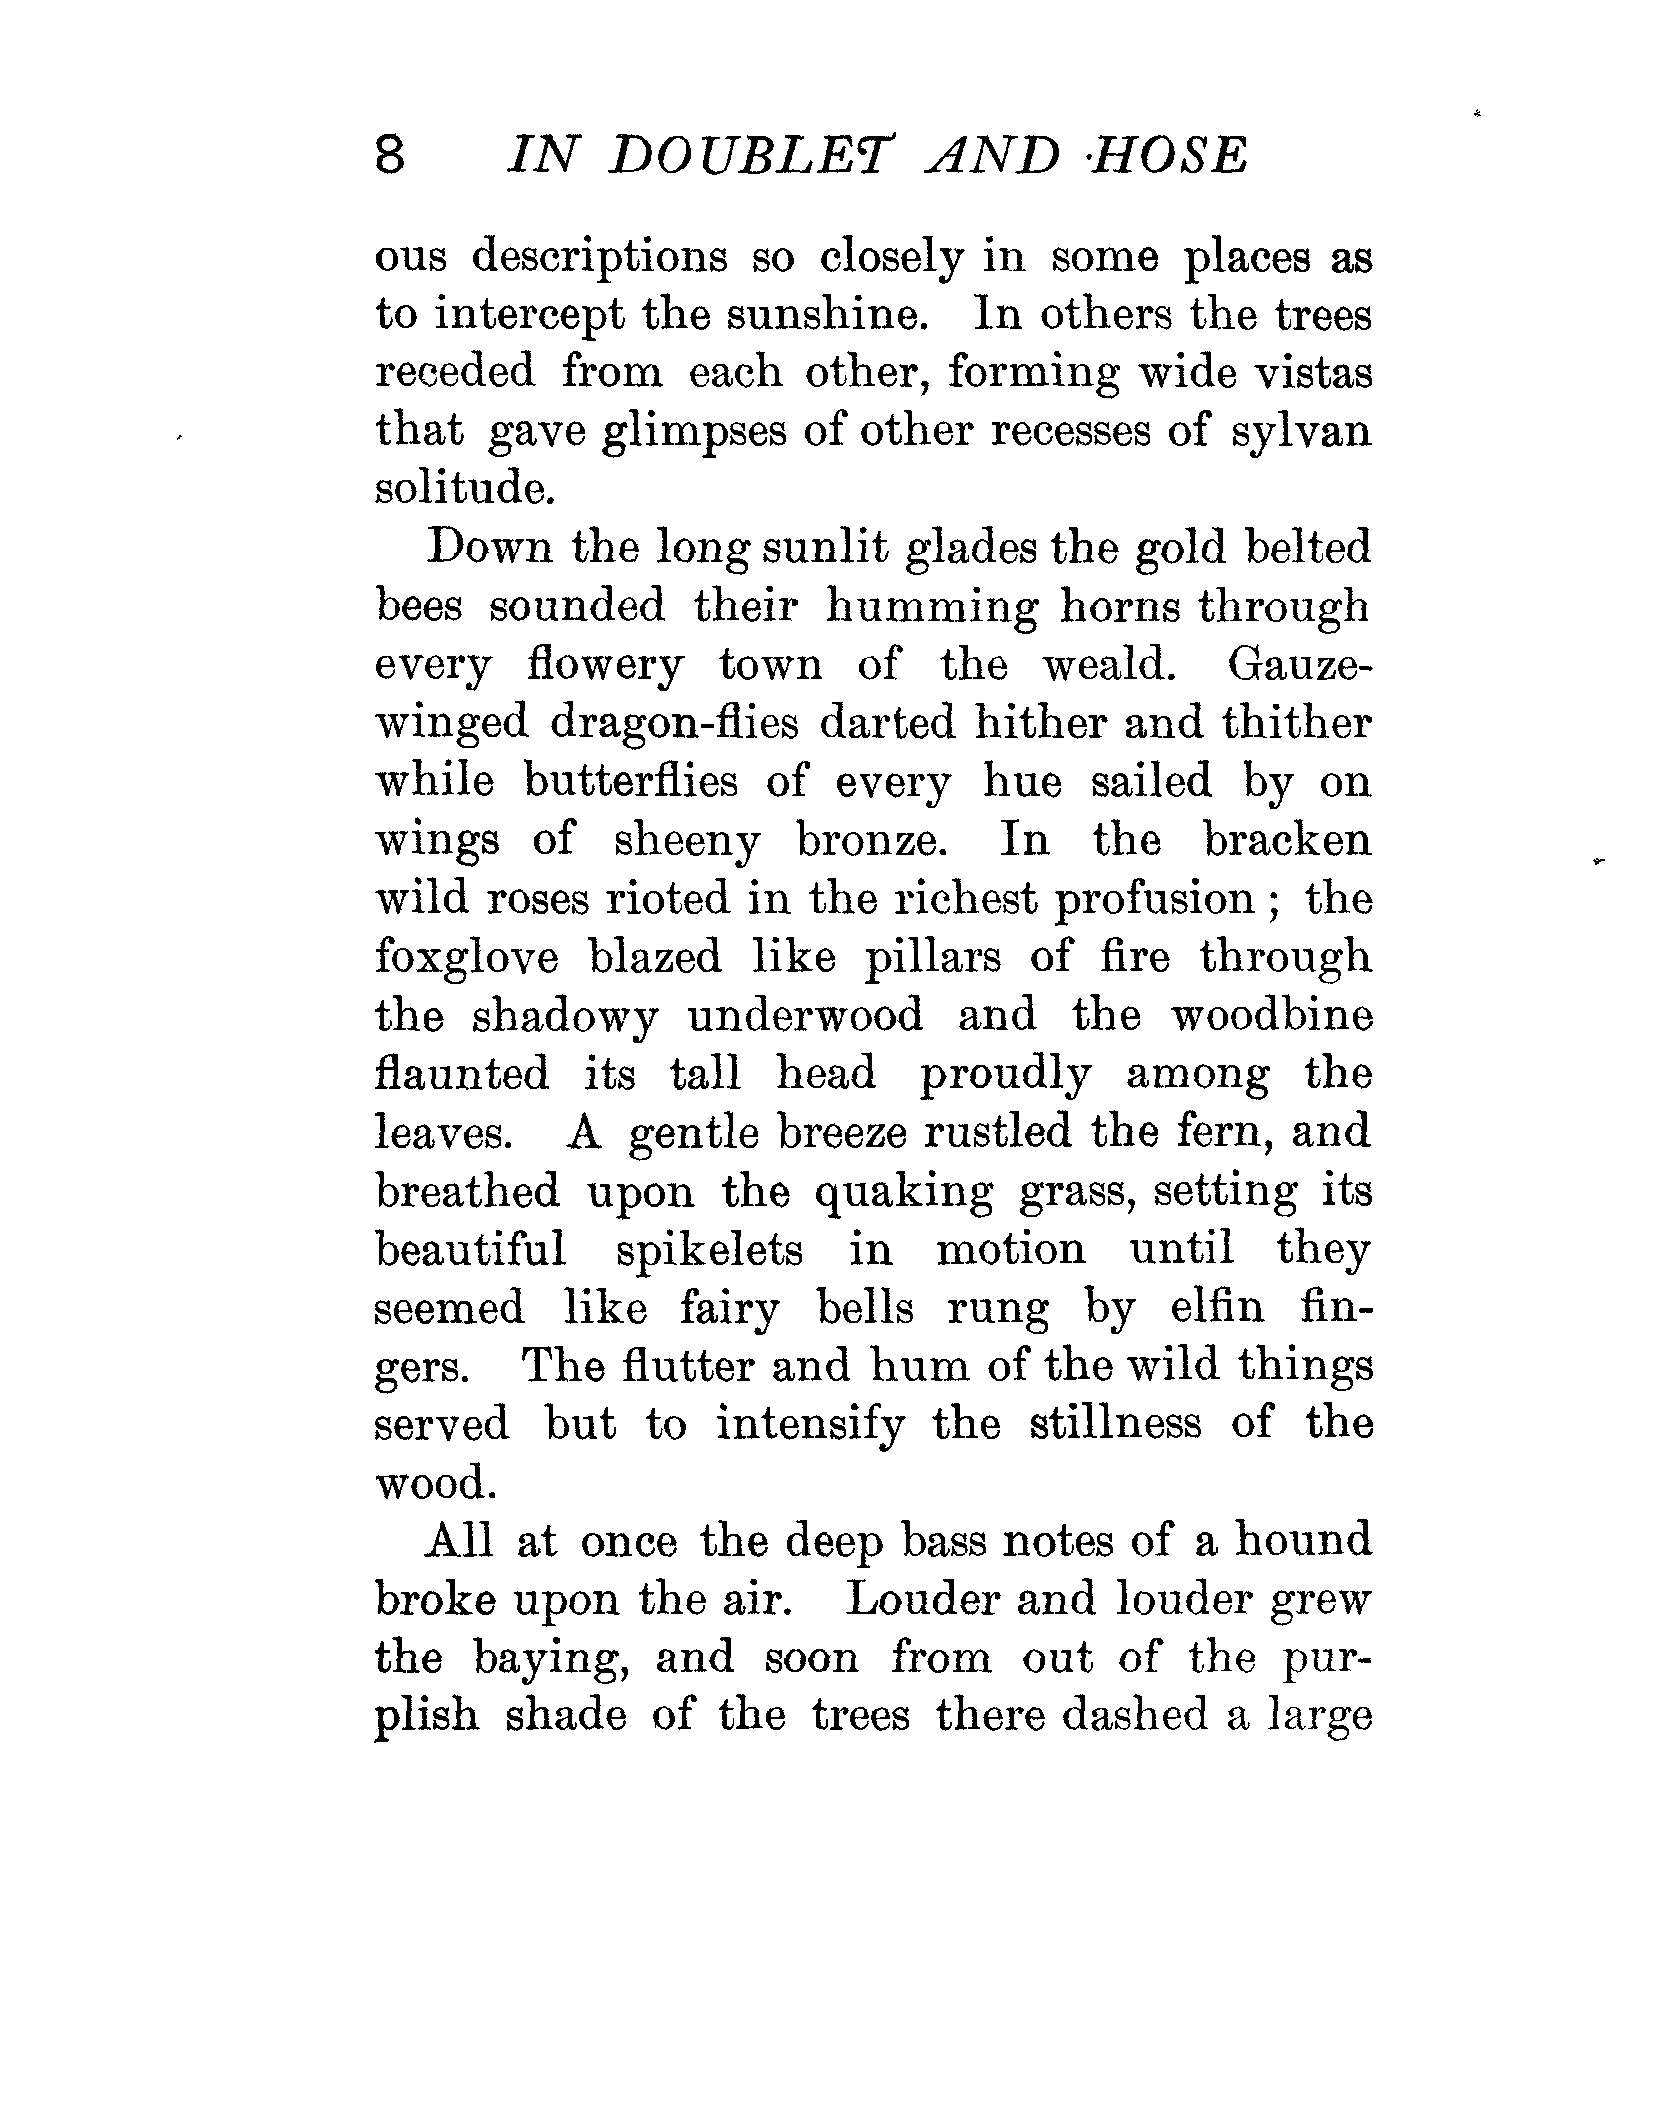 8 IN DOUBLET AND HOSE
ous descriptions so closely in some places as
to intercept the sunshine. In others the trees
receded from each other, forming wide vistas
that gave glimpses of other recesses of sylvan
solitude.
Down the long sunlit glades the gold belted
bees sounded their humming horns through
every flowery town of the weald. Gauze-
winged dragon-flies darted hither and thither
while butterflies of every hue sailed by on
wings of sheeny bronze. In the bracken
wild roses rioted in the richest profusion; the
foxglove blazed like pillars of fire through
the shadowy underwood and the woodbine
flaunted its tall head proudly among the
leaves. A gentle breeze rustled the fern, and
breathed upon the quaking grass, setting its
beautiful spikelets in motion until they
seemed like fairy bells rung by elfin fin-
gers. The flutter and hum of the wild things
served but to intensify the stillness of the
wood.
All at once the deep bass notes of a hound
broke upon the air. Louder and louder grew
the baying, and soon from out of the pur-
plish shade of the trees there dashed a large